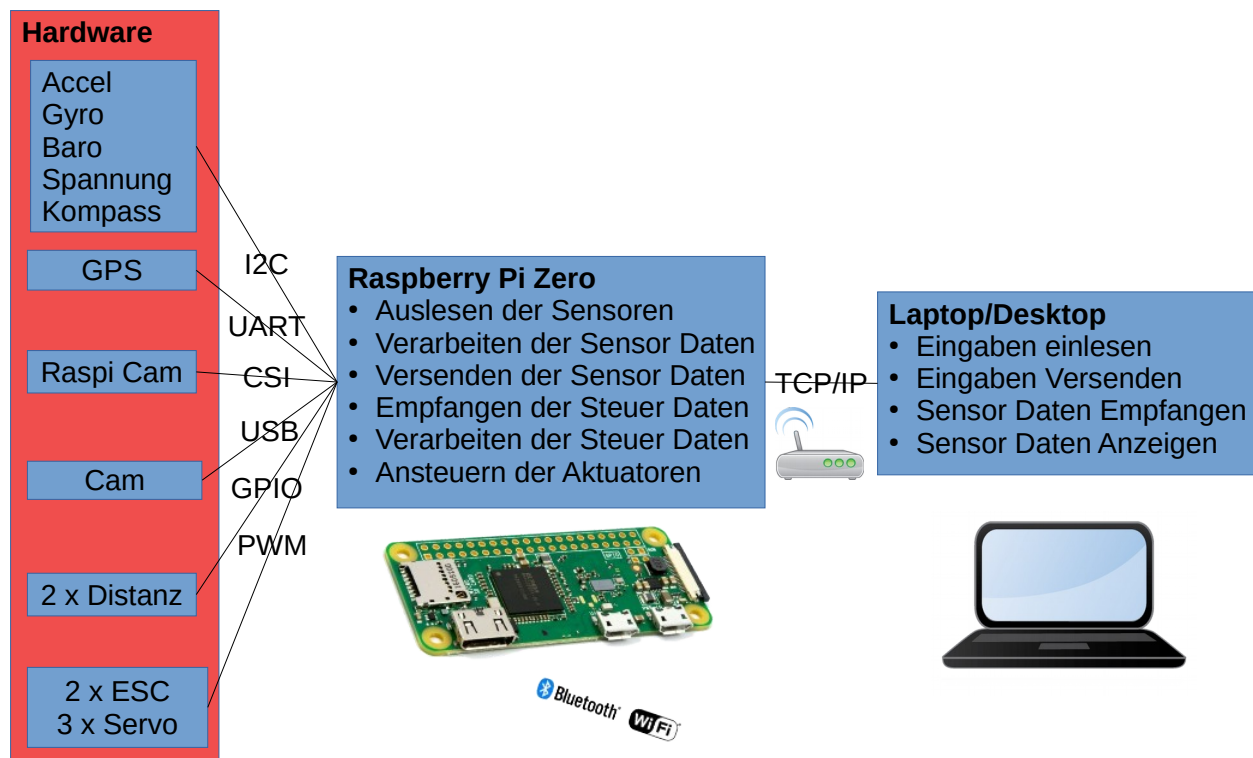 Hardware
Accel
Gyro
Baro
Spannung
Kompass
GPS
Raspi Cam
Cam
2 x Distanz
2 x ESC
3 x Servo
I2C
UART
CSI
USB
GPIO
PWM
Raspberry Pi Zero
• Auslesen der Sensoren
• Verarbeiten der Sensor Daten
• Versenden der Sensor Daten
• Empfangen der Steuer Daten
• Verarbeiten der Steuer Daten
• Ansteuern der Aktuatoren
TCP/IP
Laptop/Desktop
• Eingaben einlesen
• Eingaben Versenden
• Sensor Daten Empfangen
• Sensor Daten Anzeigen
Bluetooth
WiFi